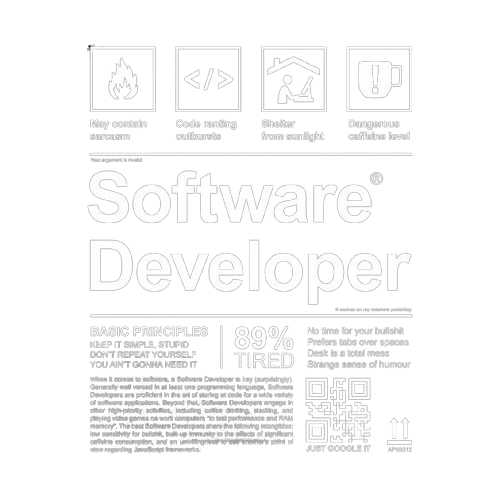 May contain
sarcasm
Code ranting
outbursts
Shelter
from sunlight
Dangerous
caffeine level
Your argument is invalid
Software®
Developer
It worked on my machine yesterday
BASIC PRINCIPLES
KEEP IT SIMPLE, STUPID
DON'T REPEAT YOURSELF
YOU AIN'T GONNA NEED IT
89%
TIRED
No time for your bullshit
Prefers tabs over spaces
Desk is a total mess
Strange sense of humour
When it comes to software, a Software Developer is key (surprisingly).
Generally well versed in at least one programming language, Software
Developers are proficient in the art of staring at code for a wide variety
of software applications. Beyond that, Software Developers engage in
other high-priority activities, including coffee drinking, slacking, and
playing video games on work computers "to test performance and RAM
memory". The best Software Developers share the following intangibles:
low sensitivity for bullshit, built-up immunity to the effects of significant
caffeine consumption, and an unwillingness to see another's point of
view regarding JavaScript frameworks.
JUST GOOGLE IT